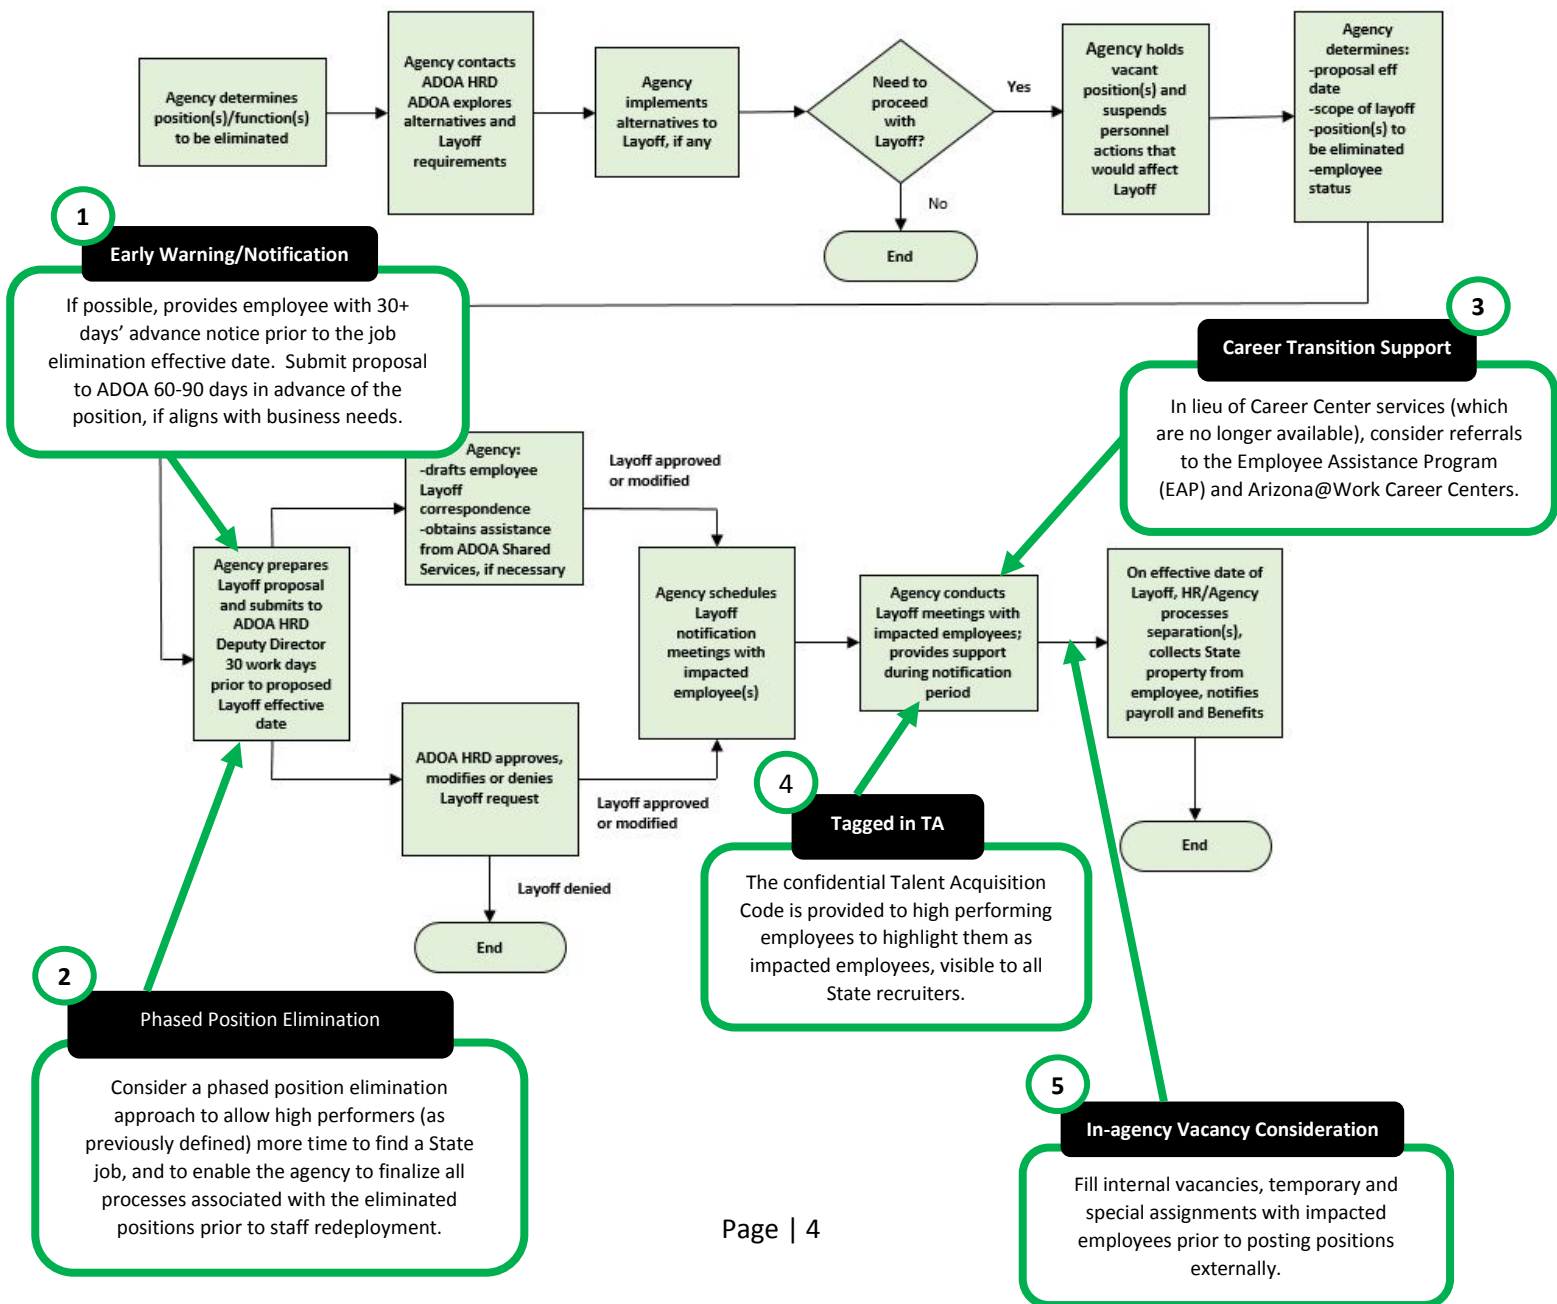 Agency determines
position(s)/function(s)
to be eliminated
Agency contacts
ADOA HRD
ADOA explores
alternatives and
Layoff
requirements
Agency
implements
alternatives to
Layoff, if any
Need to
proceed
with
Layoff?
Yes
No
End
Agency holds
vacant
position(s) and
suspends
personnel
actions that
would affect
Layoff
Agency
determines:
-proposal eff
date
-scope of layoff
-position(s) to
be eliminated
-employee
status
1
Early Warning/Notification
If possible, provides employee with 30+
days’ advance notice prior to the job
elimination effective date.  Submit proposal
to ADOA 60-90 days in advance of the
position, if aligns with business needs.
3
Career Transition Support
In lieu of Career Center services (which
are no longer available), consider referrals
to the Employee Assistance Program
(EAP) and Arizona@Work Career Centers.
Agency:
-drafts employee
Layoff
correspondence
-obtains assistance
from ADOA Shared
Services, if necessary
Layoff approved
or modified
Agency prepares
Layoff proposal
and submits to
ADOA HRD
Deputy Director
30 work days
prior to proposed
Layoff effective
date
Agency schedules
Layoff
notification
meetings with
impacted
employee(s)
Agency conducts
Layoff meetings with
impacted employees;
provides support
during notification
period
On effective date of
Layoff, HR/Agency
processes
separation(s),
collects State
property from
employee, notifies
payroll and Benefits
End
ADOA HRD approves,
modifies or denies
Layoff request
Layoff approved
or modified
Layoff denied
End
4
Tagged in TA
The confidential Talent Acquisition
Code is provided to high performing
employees to highlight them as
impacted employees, visible to all
State recruiters.
2
Phased Position Elimination
Consider a phased position elimination
approach to allow high performers (as
previously defined) more time to find a State
job, and to enable the agency to finalize all
processes associated with the eliminated
positions prior to staff redeployment.
5
In-agency Vacancy Consideration
Fill internal vacancies, temporary and
special assignments with impacted
employees prior to posting positions
externally.
Page | 4